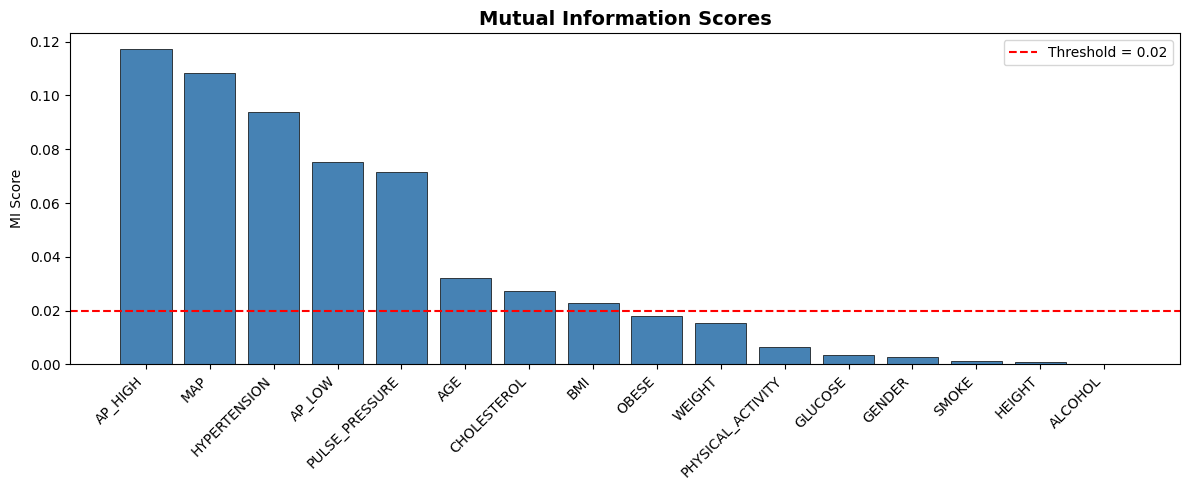 Mutual Information Scores
Threshold = 0.02
MI Score
0.12
0.10
0.08
0.06
0.04
0.02
0.00
AP_HIGH
MAP
HYPERTENSION
AP_LOW
PULSE_PRESSURE
AGE
CHOLESTEROL
BMI
OBESE
WEIGHT
PHYSICAL_ACTIVITY
GLUCOSE
GENDER
SMOKE
HEIGHT
ALCOHOL